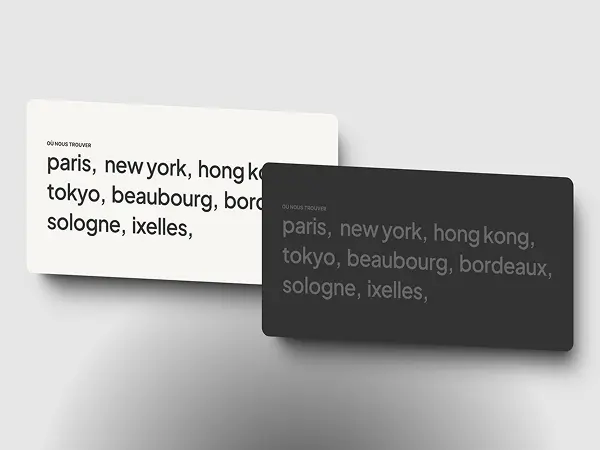 OÙ NOUS TROUVER
paris, new york, hong ko
tokyo, beaubourg, bord
sologne, ixelles,
OÙ NOUS TROUVER
paris, new york, hong kong,
tokyo, beaubourg, bordeaux,
sologne, ixelles,